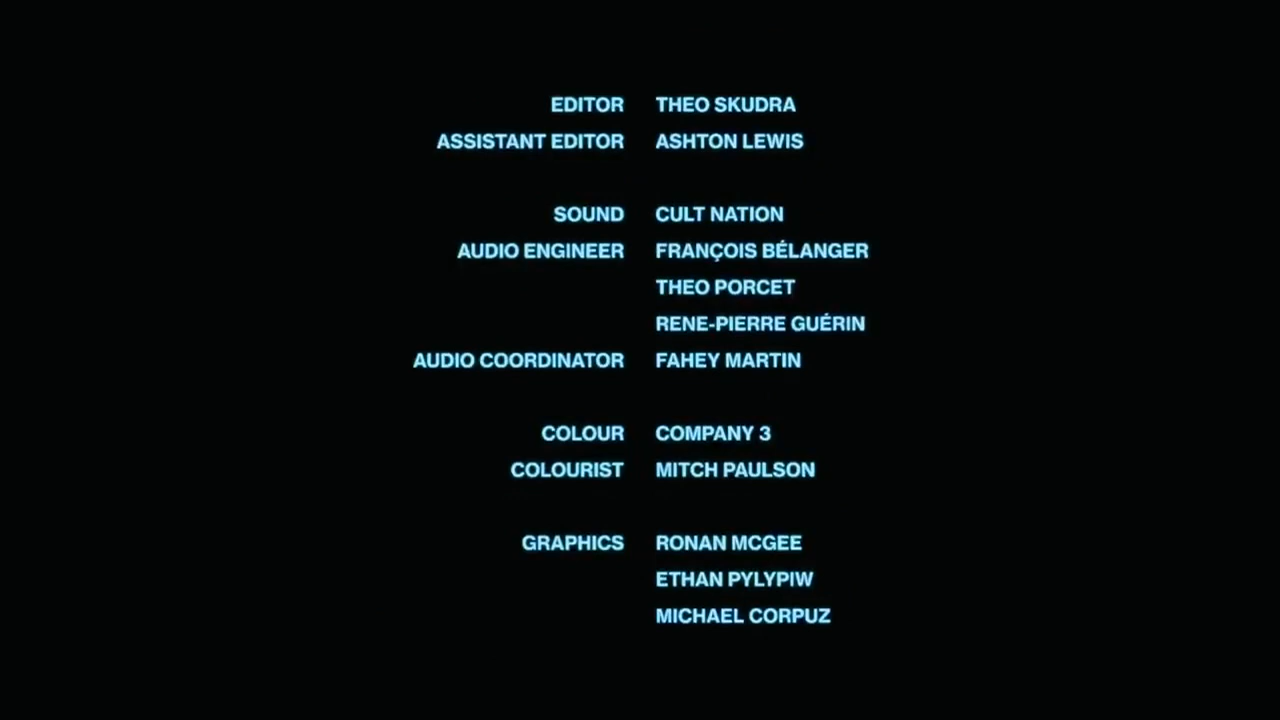 EDITOR THEO SKUDRA
ASSISTANT EDITOR ASHTON LEWIS
SOUND CULT NATION
AUDIO ENGINEER FRANÇOIS BÉLANGER
THEO PORCET
RENE-PIERRE GUÉRIN
AUDIO COORDINATOR FAHEY MARTIN
COLOUR COMPANY 3
COLOURIST MITCH PAULSON
GRAPHICS RONAN MCGEE
ETHAN PYLYPIW
MICHAEL CORPUZ